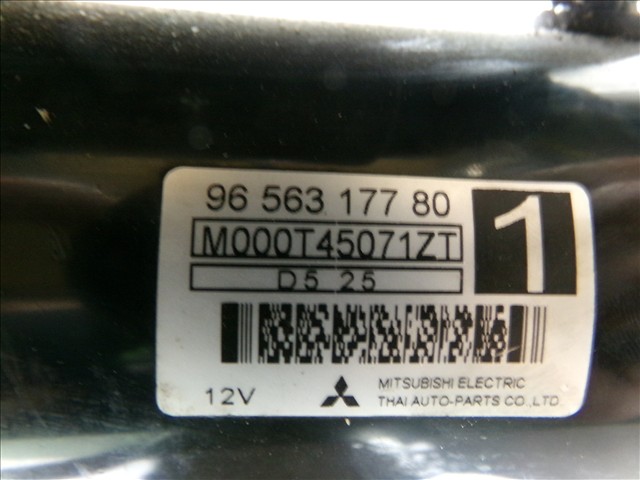 96 563 177 80
1
M000T45071ZT
D5 25
12V
MITSUBISHI ELECTRIC
THAI AUTO-PARTS CO.,LTD